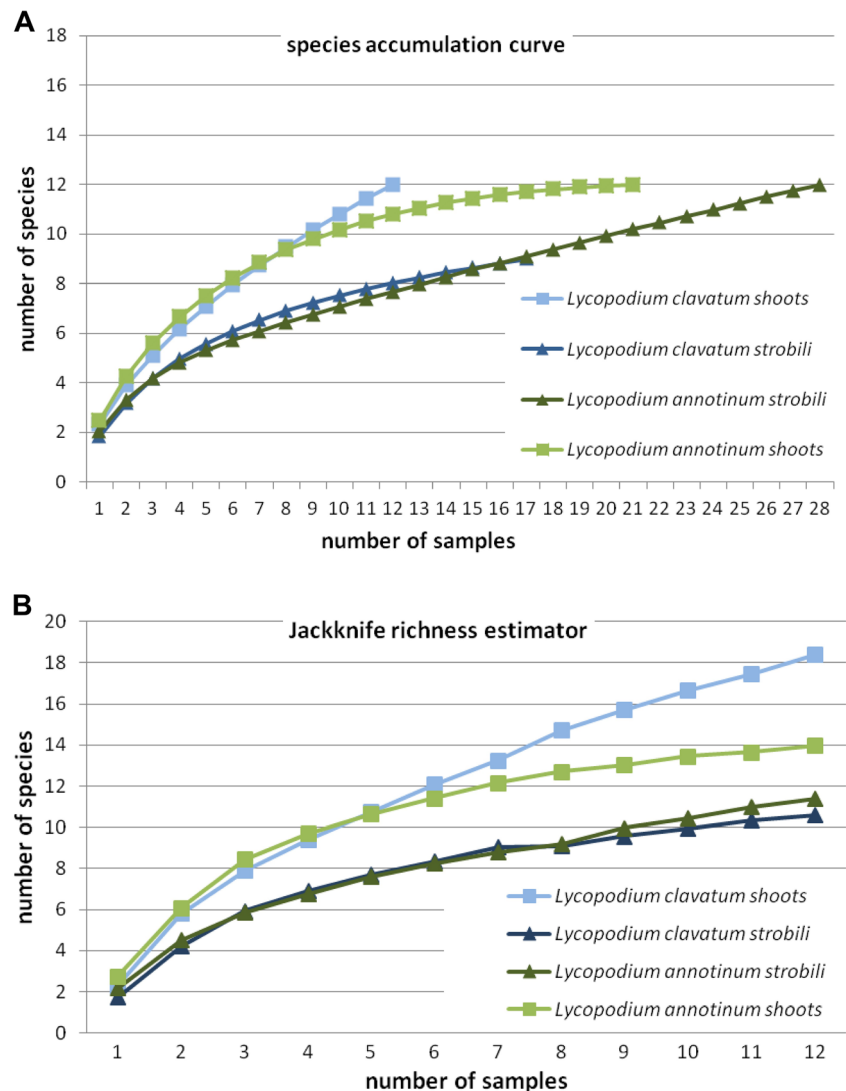 A
species accumulation curve
18
16
14
12
10
8
6
4
2
0
number of species
Lycopodium clavatum shoots
Lycopodium clavatum strobili
Lycopodium annotinum strobili
Lycopodium annotinum shoots
1 2 3 4 5 6 7 8 9 10 11 12 13 14 15 16 17 18 19 20 21 22 23 24 25 26 27 28
number of samples
B
Jackknife richness estimator
20
18
16
14
12
10
8
6
4
2
0
number of species
Lycopodium clavatum shoots
Lycopodium clavatum strobili
Lycopodium annotinum strobili
Lycopodium annotinum shoots
1 2 3 4 5 6 7 8 9 10 11 12
number of samples